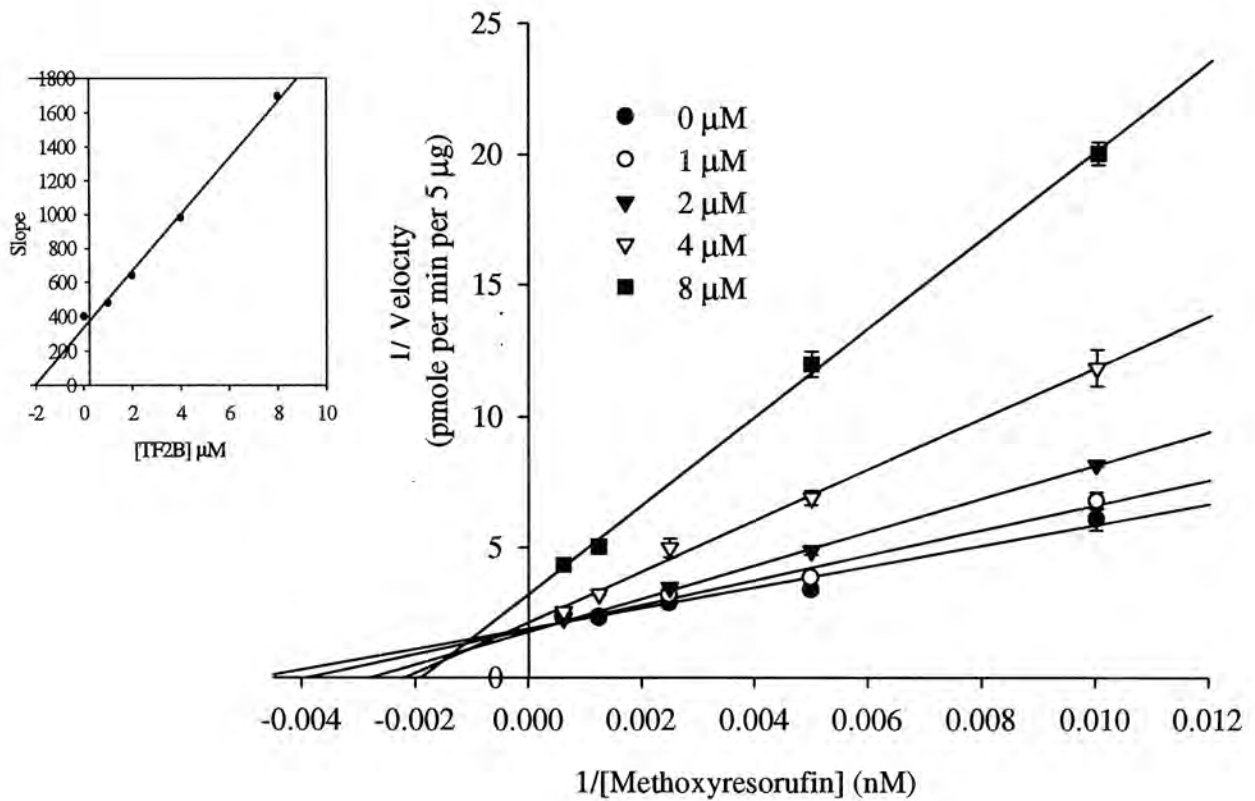 1800
1600
1400
1200
1000
800
600
400
200
0
Slope
-2 0 2 4 6 8 10
[TF2B] µM
25
20
15
10
5
0
1/ Velocity
(pmole per min per 5 µg)
0 µM
1 µM
2 µM
4 µM
8 µM
-0.004 -0.002 0.000 0.002 0.004 0.006 0.008 0.010 0.012
1/[Methoxyresorufin] (nM)